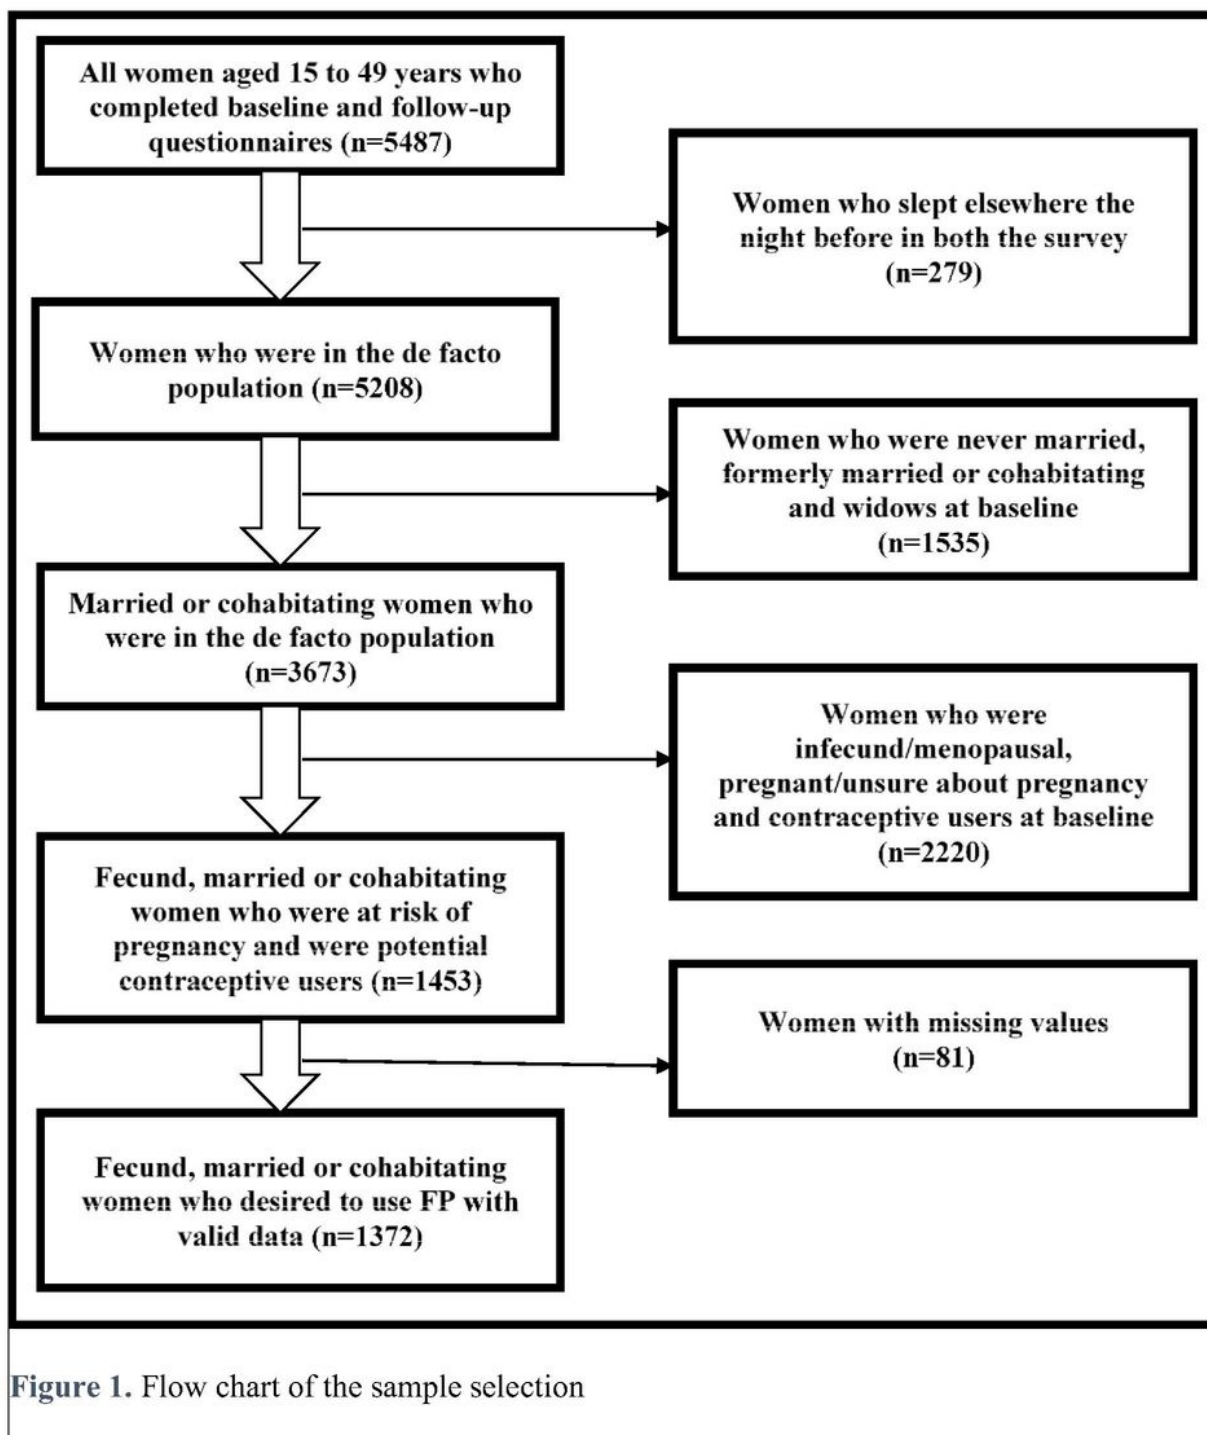 All women aged 15 to 49 years who
completed baseline and follow-up
questionnaires (n=5487)
Women who slept elsewhere the
night before in both the survey
(n=279)
Women who were in the de facto
population (n=5208)
Women who were never married,
formerly married or cohabitating
and widows at baseline
(n=1535)
Married or cohabitating women who
were in the de facto population
(n=3673)
Women who were
infecund/menopausal,
pregnant/unsure about pregnancy
and contraceptive users at baseline
(n=2220)
Fecund, married or cohabitating
women who were at risk of
pregnancy and were potential
contraceptive users (n=1453)
Women with missing values
(n=81)
Fecund, married or cohabitating
women who desired to use FP with
valid data (n=1372)
Figure 1. Flow chart of the sample selection